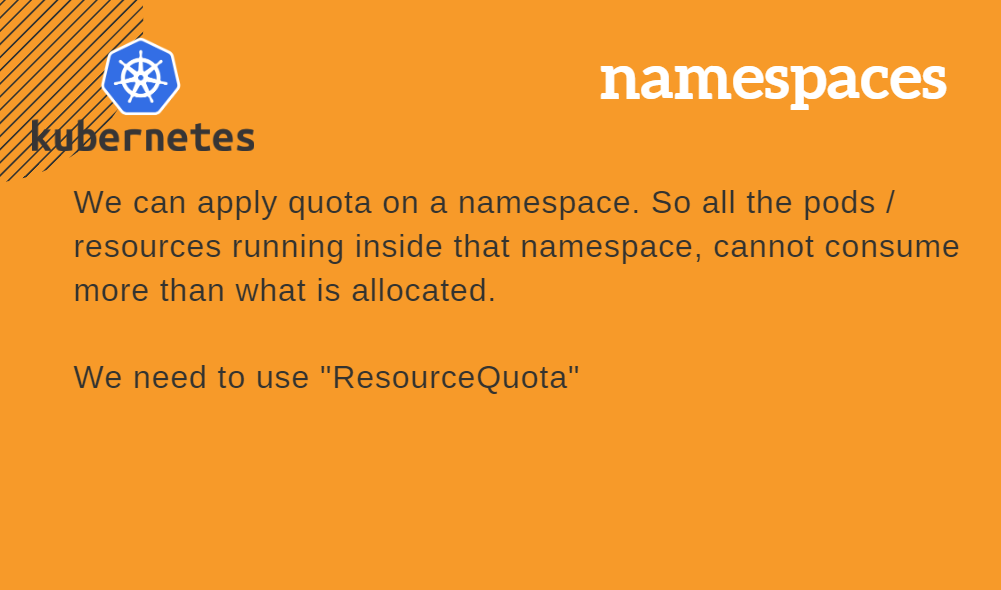 kubernetes
namespaces
We can apply quota on a namespace. So all the pods /
resources running inside that namespace, cannot consume
more than what is allocated.
We need to use "ResourceQuota"